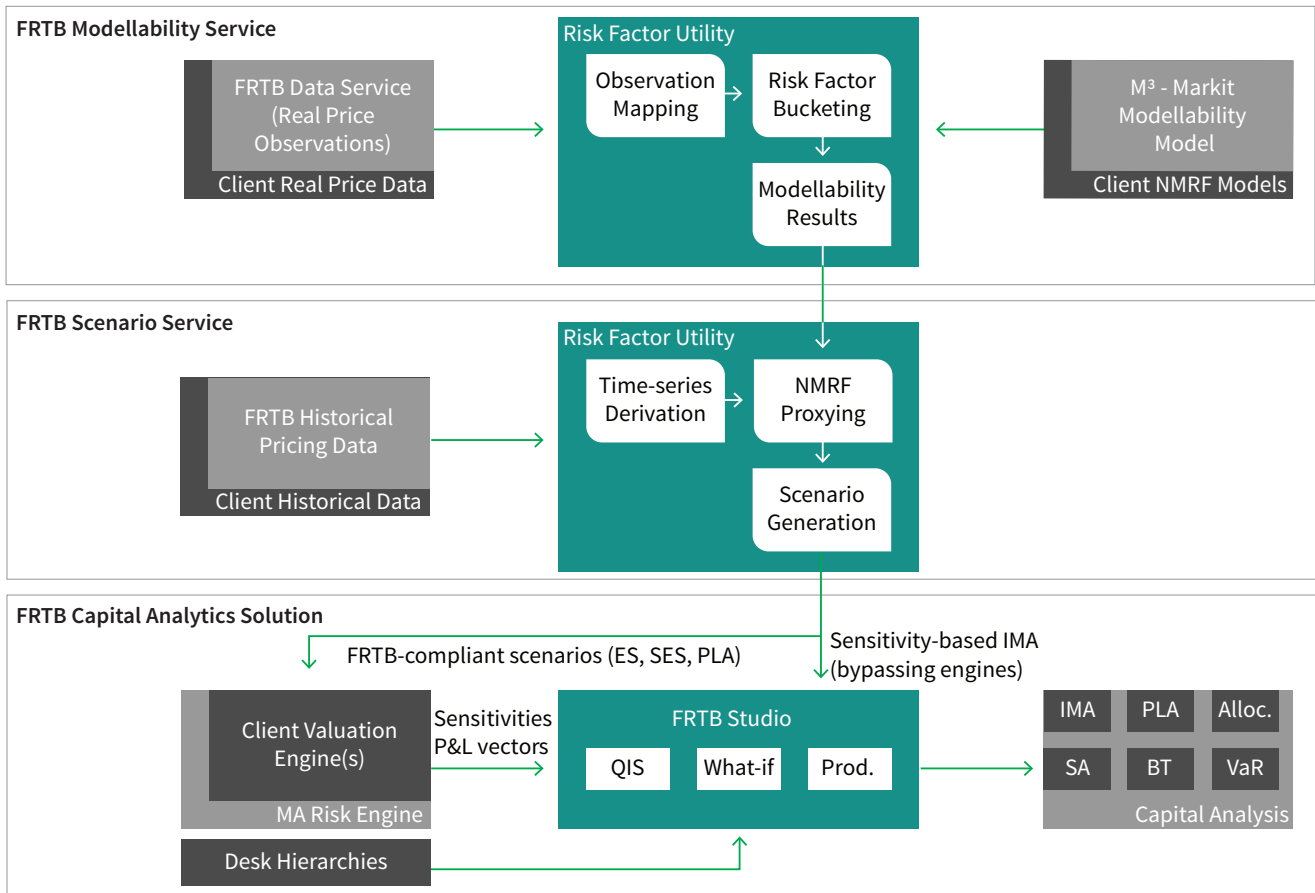 FRTB Modellability Service
FRTB Data Service
(Real Price
Observations)
Client Real Price Data
Risk Factor Utility
Observation
Mapping
Risk Factor
Bucketing
Modellability
Results
M³ - Markit
Modellability
Model
Client NMRF Models
FRTB Scenario Service
FRTB Historical
Pricing Data
Client Historical Data
Risk Factor Utility
Time-series
Derivation
NMRF
Proxying
Scenario
Generation
FRTB Capital Analytics Solution
FRTB-compliant scenarios (ES, SES, PLA)
Sensitivity-based IMA
(bypassing engines)
Client Valuation
Engine(s)
MA Risk Engine
Desk Hierarchies
Sensitivities
P&L vectors
FRTB Studio
QIS
What-if
Prod.
IMA
PLA
Alloc.
SA
BT
VaR
Capital Analysis